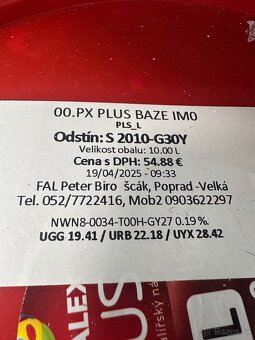 00.PX PLUS BAZE IM0
PLS_L
Odstín: S 2010-G30Y
Velikost obalu: 10.00 L
Cena s DPH: 54.88 €
19/04/2025 - 09:33
FAL Peter Biro ščák, Poprad -Velká
Tel. 052/7722416, Mob2 0903622297
NWN8-0034-T00H-GY27 0.19 %.
UGG 19.41 / URB 22.18 / UYX 28.42
ALEX
US